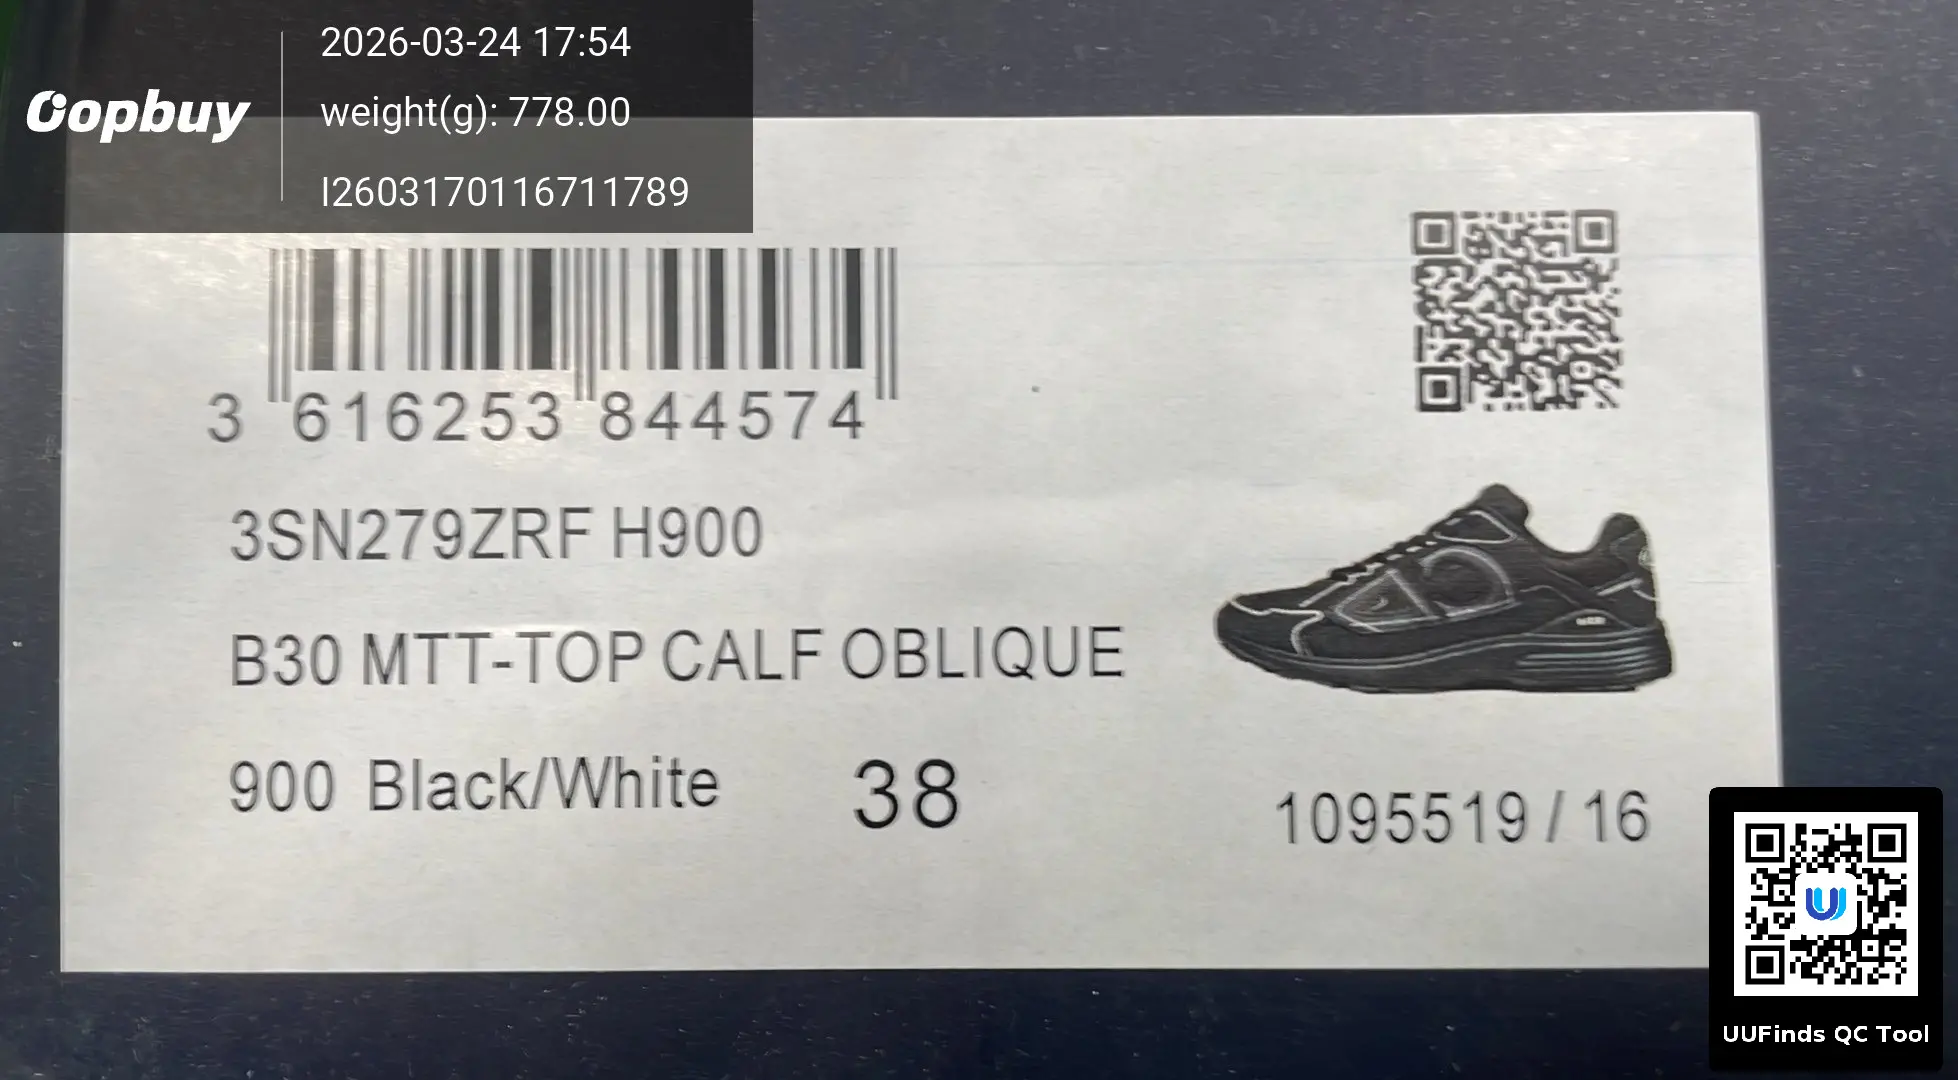 2026-03-24 17:54
oopbuy
weight(g): 778.00
I2603170116711789
3 616253 844574
3SN279ZRF H900
B30 MTT-TOP CALF OBLIQUE
900 Black/White
38
1095519 / 16
UUFinds QC Tool